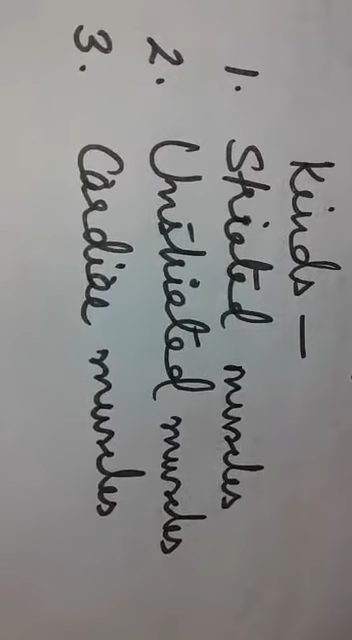 Kinds —
1. Striated muscles
2. Unstriated muscles
3. Cardiac muscles